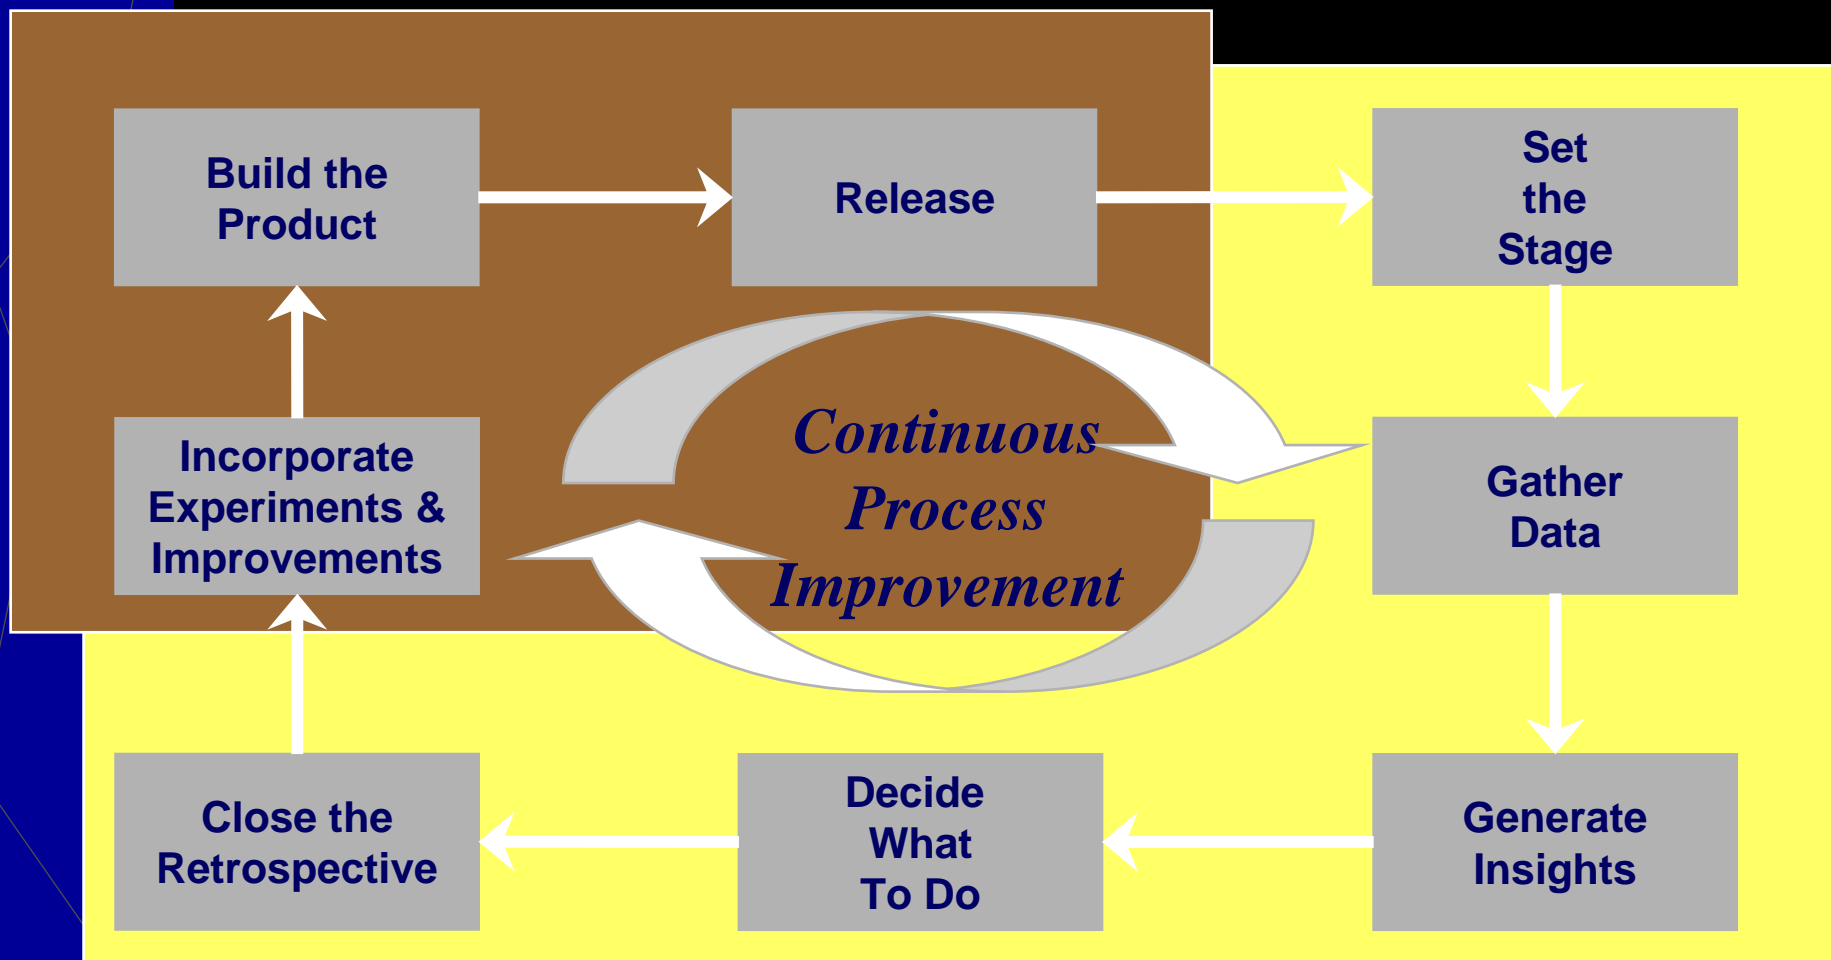 Build the
Product
Release
Set
the
Stage
Incorporate
Experiments &
Improvements
Continuous
Process
Improvement
Gather
Data
Close the
Retrospective
Decide
What
To Do
Generate
Insights